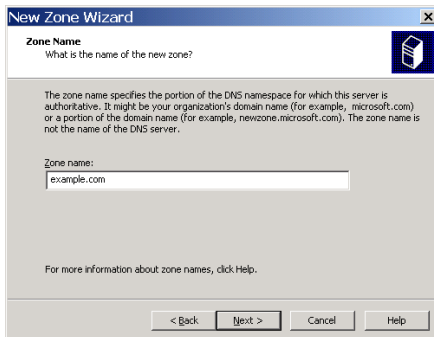 New Zone Wizard
Zone Name
What is the name of the new zone?
The zone name specifies the portion of the DNS namespace for which this server is
authoritative. It might be your organization's domain name (for example, microsoft.com)
or a portion of the domain name (for example, newzone.microsoft.com). The zone name is
not the name of the DNS server.
Zone name:
example.com
For more information about zone names, click Help.
< Back Next > Cancel Help